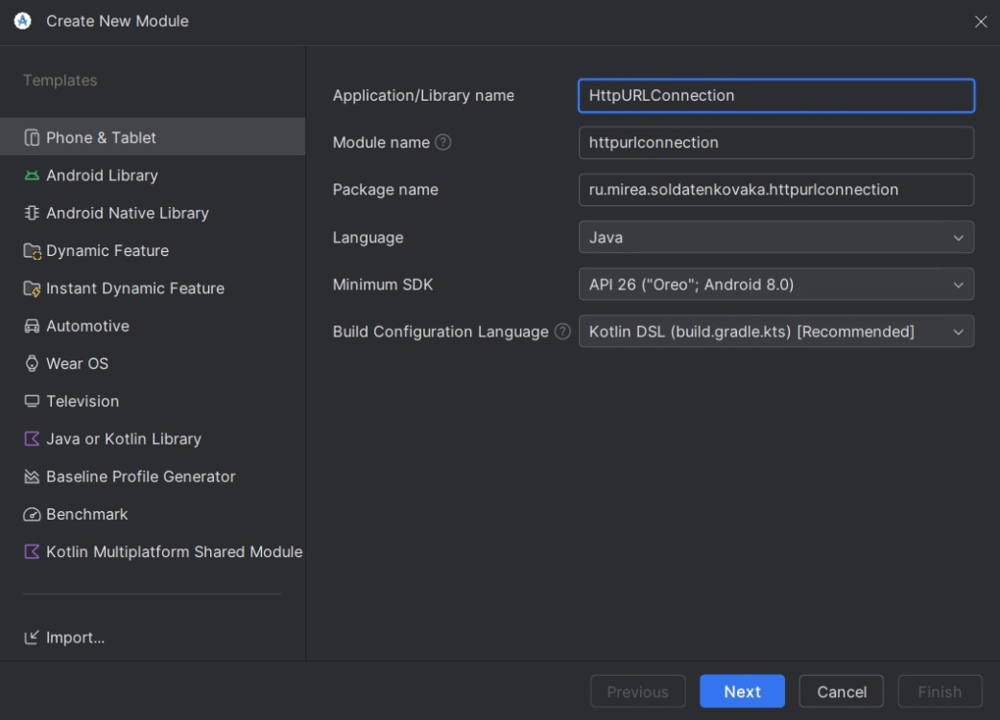 Create New Module
Templates
Phone & Tablet
Android Library
Android Native Library
Dynamic Feature
Instant Dynamic Feature
Automotive
Wear OS
Television
Java or Kotlin Library
Baseline Profile Generator
Benchmark
Kotlin Multiplatform Shared Module
Import...
Application/Library name HttpURLConnection
Module name ? httpurlconnection
Package name ru.mirea.soldatenkovaka.httpurlconnection
Language Java
Minimum SDK API 26 ("Oreo"; Android 8.0)
Build Configuration Language ? Kotlin DSL (build.gradle.kts) [Recommended]
Previous Next Cancel Finish